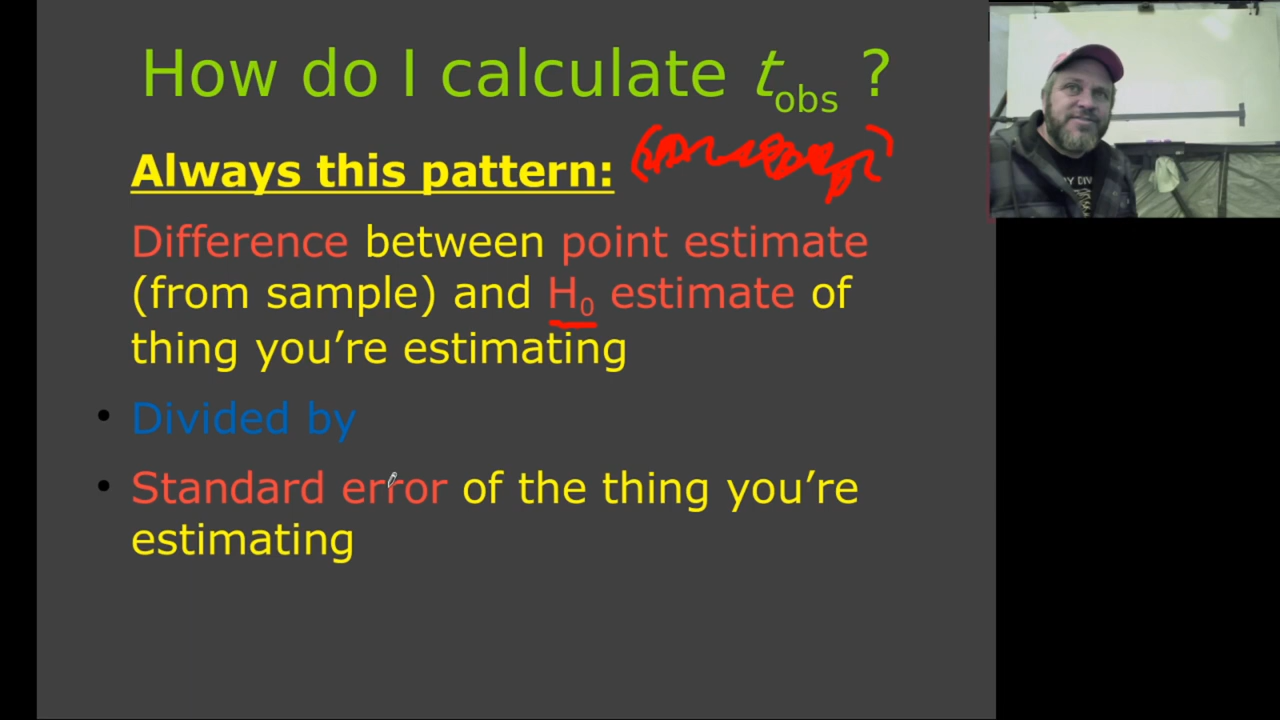 How do I calculate t obs ?
Always this pattern:
Difference between point estimate
(from sample) and H₀ estimate of
thing you’re estimating
• Divided by
• Standard error of the thing you’re
estimating